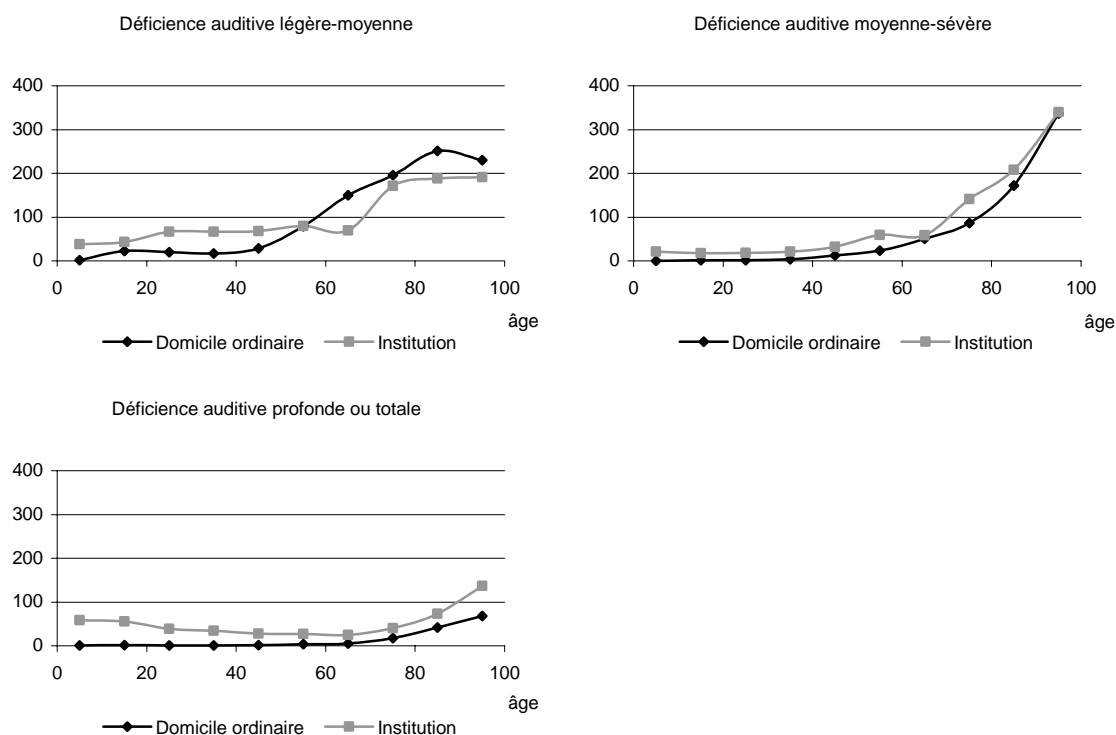 Déficience auditive légère-moyenne
400
300
200
100
0
0 20 40 60 80 100
âge
Domicile ordinaire Institution
Déficience auditive moyenne-sévère
400
300
200
100
0
0 20 40 60 80 100
âge
Domicile ordinaire Institution
Déficience auditive profonde ou totale
400
300
200
100
0
0 20 40 60 80 100
âge
Domicile ordinaire Institution